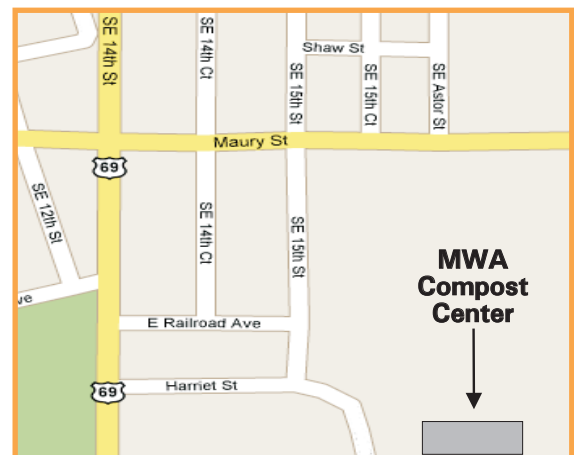 SE 14th St
SE 14th Ct
Shaw St
SE 15th St
SE 15th Ct
SE Astor St
Maury St
69
SE 12th St
SE 14th Ct
SE 15th St
MWA
Compost
Center
ve
E Railroad Ave
69
Harriet St